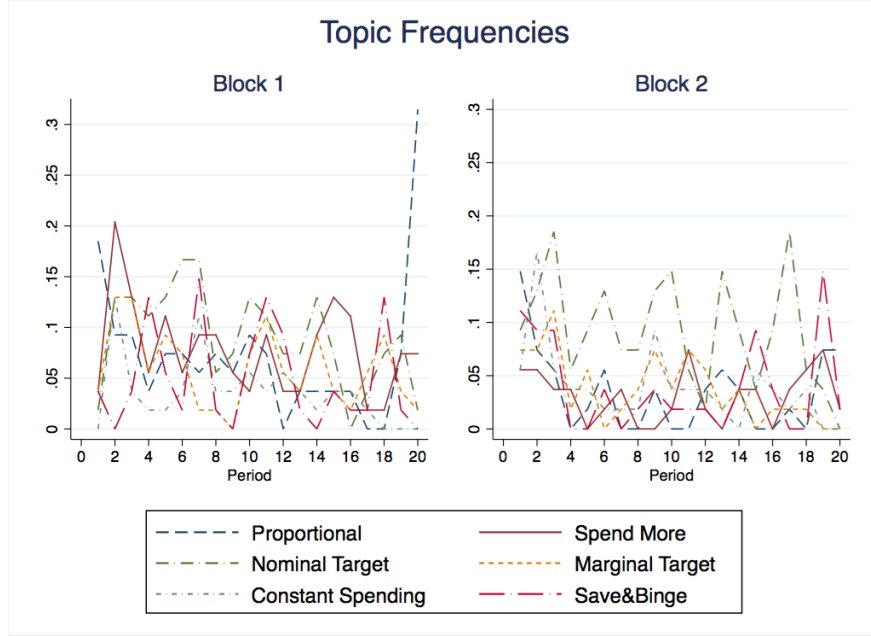 Topic Frequencies
Block 1
Block 2
.3
.25
.2
.15
.1
.05
0
0 2 4 6 8 10 12 14 16 18 20
Period
.3
.25
.2
.15
.1
.05
0
0 2 4 6 8 10 12 14 16 18 20
Period
Proportional
Spend More
Nominal Target
Marginal Target
Constant Spending
Save&Binge